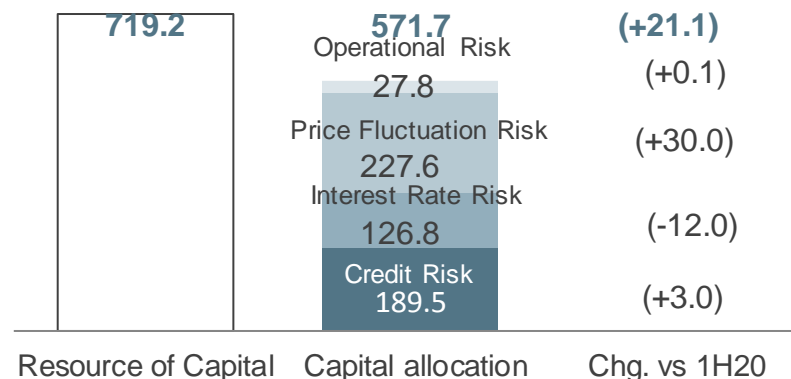 719.2 571.7 (+21.1)
Operational Risk
27.8 (+0.1)
Price Fluctuation Risk
227.6 (+30.0)
Interest Rate Risk
126.8 (-12.0)
Credit Risk
189.5 (+3.0)
Resource of Capital Capital allocation Chg. vs 1H20